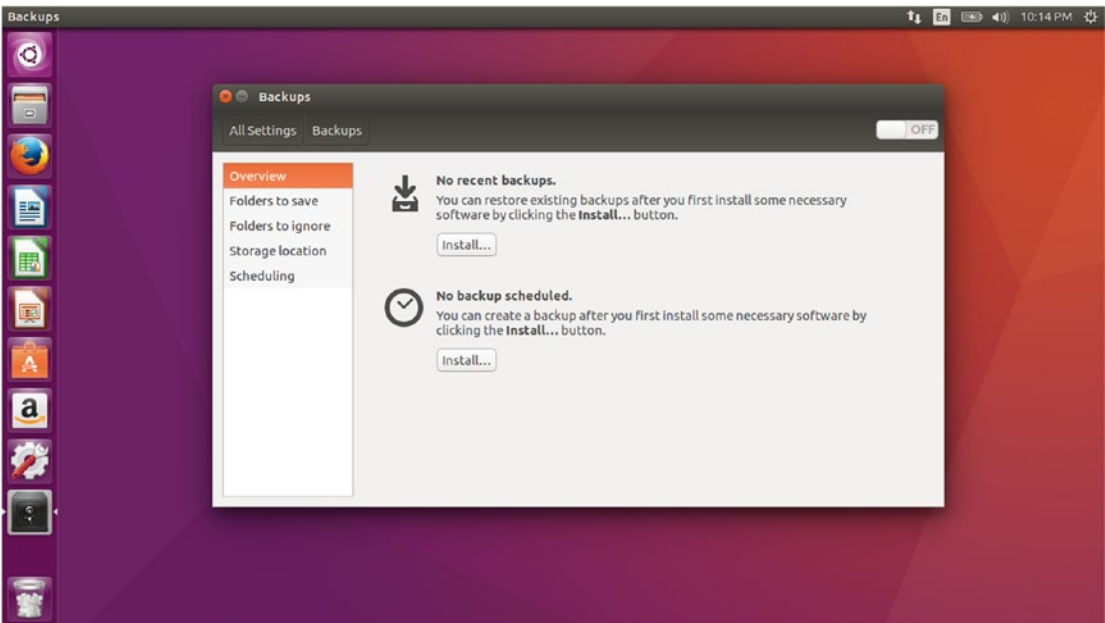 Backups
En
10:14 PM
Backups
All Settings Backups
OFF
Overview
Folders to save
Folders to ignore
Storage location
Scheduling
No recent backups.
You can restore existing backups after you first install some necessary
software by clicking the Install... button.
Install...
No backup scheduled.
You can create a backup after you first install some necessary software by
clicking the Install... button.
Install...
A
a